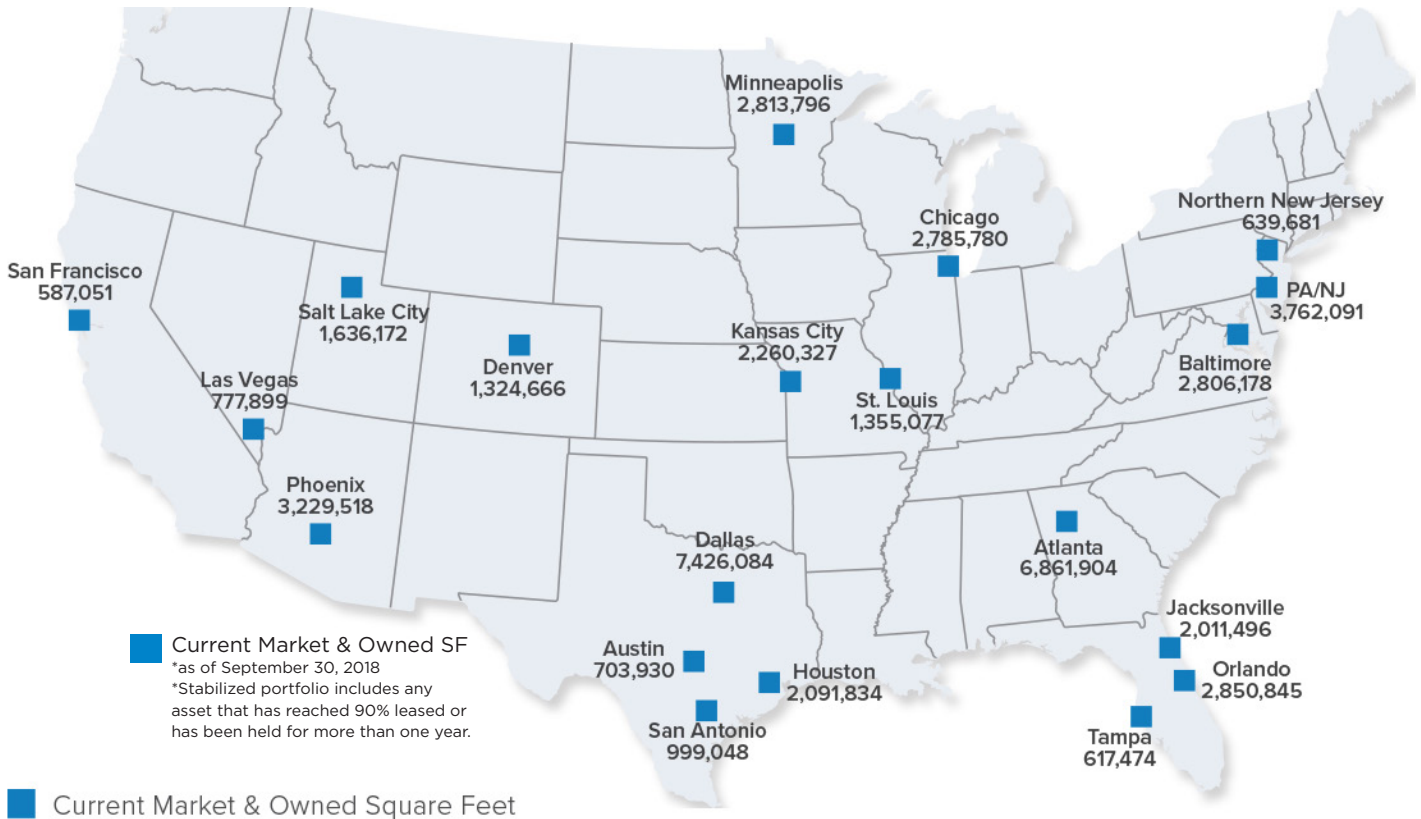 Minneapolis
2,813,796
Northern New Jersey
639,681
Chicago
2,785,780
San Francisco
587,051
PA/NJ
3,762,091
Salt Lake City
1,636,172
Kansas City
2,260,327
Denver
1,324,666
Baltimore
2,806,178
Las Vegas
777,899
St. Louis
1,355,077
Phoenix
3,229,518
Dallas
7,426,084
Atlanta
6,861,904
Jacksonville
2,011,496
Austin
703,930
Houston
2,091,834
Orlando
2,850,845
San Antonio
999,048
Tampa
617,474
Current Market & Owned SF
*as of September 30, 2018
*Stabilized portfolio includes any
asset that has reached 90% leased or
has been held for more than one year.
Current Market & Owned Square Feet